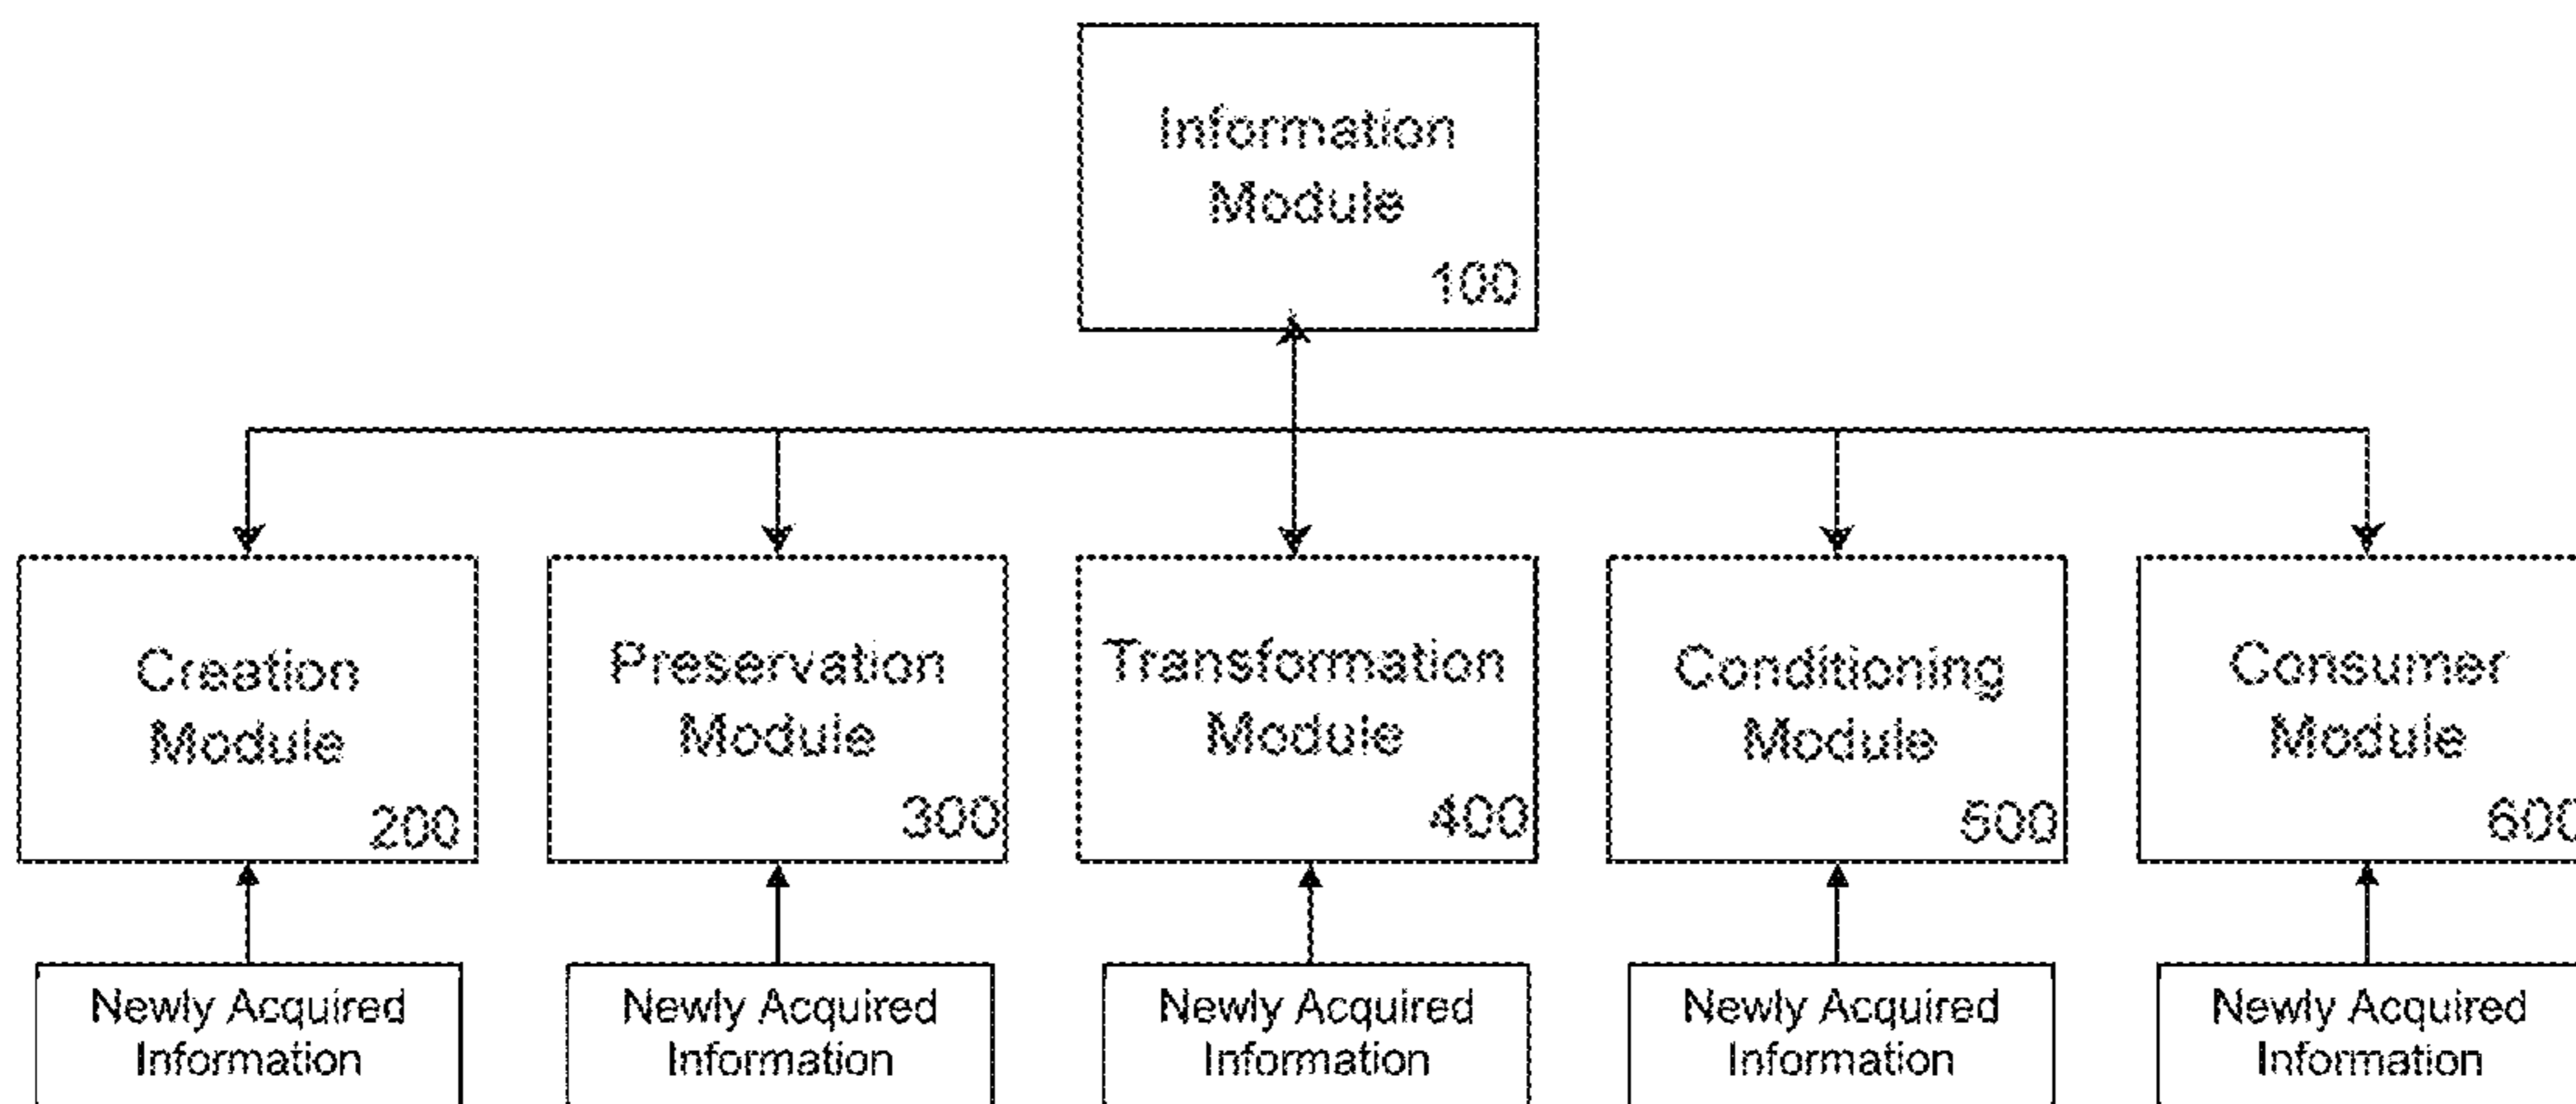 Information
Module
100
Creation
Module
200
Preservation
Module
300
Transformation
Module
400
Conditioning
Module
500
Consumer
Module
600
Newly Acquired
Information
Newly Acquired
Information
Newly Acquired
Information
Newly Acquired
Information
Newly Acquired
Information